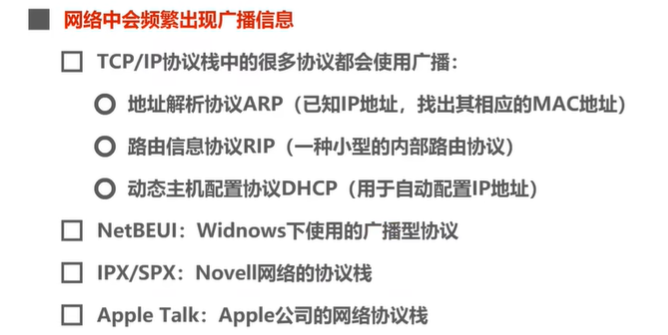 网络中会频繁出现广播信息
TCP/IP协议栈中的很多协议都会使用广播：
地址解析协议ARP（已知IP地址，找出其相应的MAC地址）
路由信息协议RIP（一种小型的内部路由协议）
动态主机配置协议DHCP（用于自动配置IP地址）
NetBEUI：Widnows下使用的广播型协议
IPX/SPX：Novell网络的协议栈
Apple Talk：Apple公司的网络协议栈